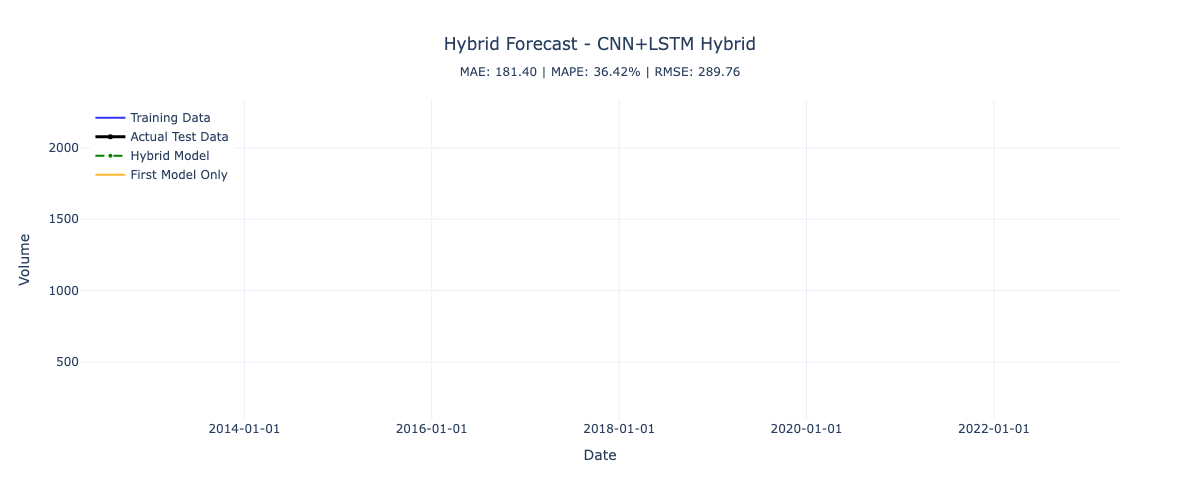 Hybrid Forecast - CNN+LSTM Hybrid
MAE: 181.40 | MAPE: 36.42% | RMSE: 289.76
Training Data
Actual Test Data
Hybrid Model
First Model Only
2000
1500
1000
500
Volume
2014-01-01
2016-01-01
2018-01-01
2020-01-01
2022-01-01
Date